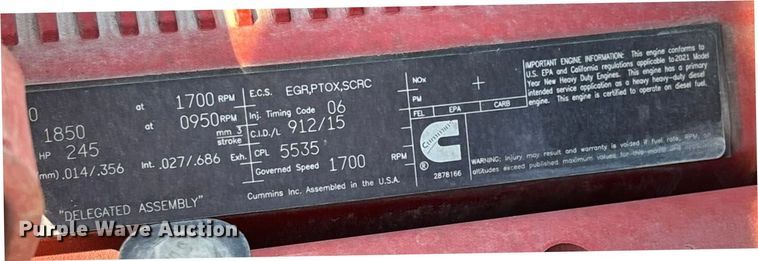 0 at 1700 RPM
1850 at 0950 RPM
HP 245 mm 3 stroke
mm) .014/.356 Int. .027/.686 Exh.
"DELEGATED ASSEMBLY"
E.C.S. EGR,PTOX,SCRC
Inj. Timing Code 06
C.I.D./L 912/15
CPL 5535
Governed Speed 1700 RPM
Cummins Inc. Assembled in the U.S.A.
NOx +
PM
FEL EPA CARB
Cummins
®
2878166
IMPORTANT ENGINE INFORMATION: This engine conforms to
U.S. EPA and California regulations applicable to 2021 Model
Year New Heavy Duty Engines. This engine has a primary
intended service application as a heavy heavy-duty diesel
engine. This engine is certified to operate on diesel fuel.
WARNING: Injury may result and warranty is voided if fuel rate, RPM, or
altitudes exceed published maximum values for this model and
Purple Wave Auction